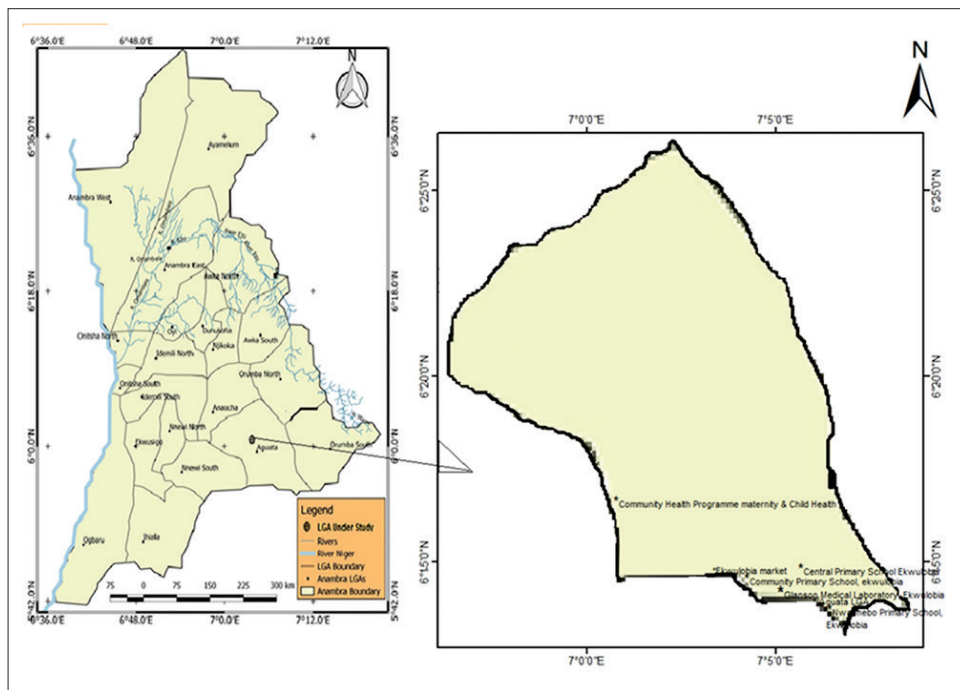 6°36.0'E 6°48.0'E 7°0.0'E 7°12.0'E
N
6°36.0'N
6°36.0'N
Ayamelum
Anambra West
Anambra East
Awka North
6°18.0'N
6°18.0'N
Onitsha North
Oyi
Dunukofia
Awka South
Njikoka
Idemili North
Orumba North
Onitsha South
Idemili South
Anaocha
Nnewi North
Ekwusigo
Orumba South
6°0.0'N
6°0.0'N
Aguata
Nnewi South
Ogbaru
Ihialla
Legend
LGA Under Study
Rivers
River Niger
LGA Boundary
Anambra LGAs
Anambra Boundary
75 0 75 150 225 300 km
5°42.0'N
5°42.0'N
6°36.0'E 6°48.0'E 7°0.0'E 7°12.0'E
N
7°0'0"E 7°5'0"E
6°25'0"N
6°25'0"N
6°20'0"N
6°20'0"N
Community Health Programme maternity & Child Health
6°15'0"N
Ekwulobia market
Central Primary School Ekwulobia
Community Primary School, ekwulobia
Glanson Medical Laboratory, Ekwulobia
Primary School,
Ekwulobia
7°0'0"E 7°5'0"E